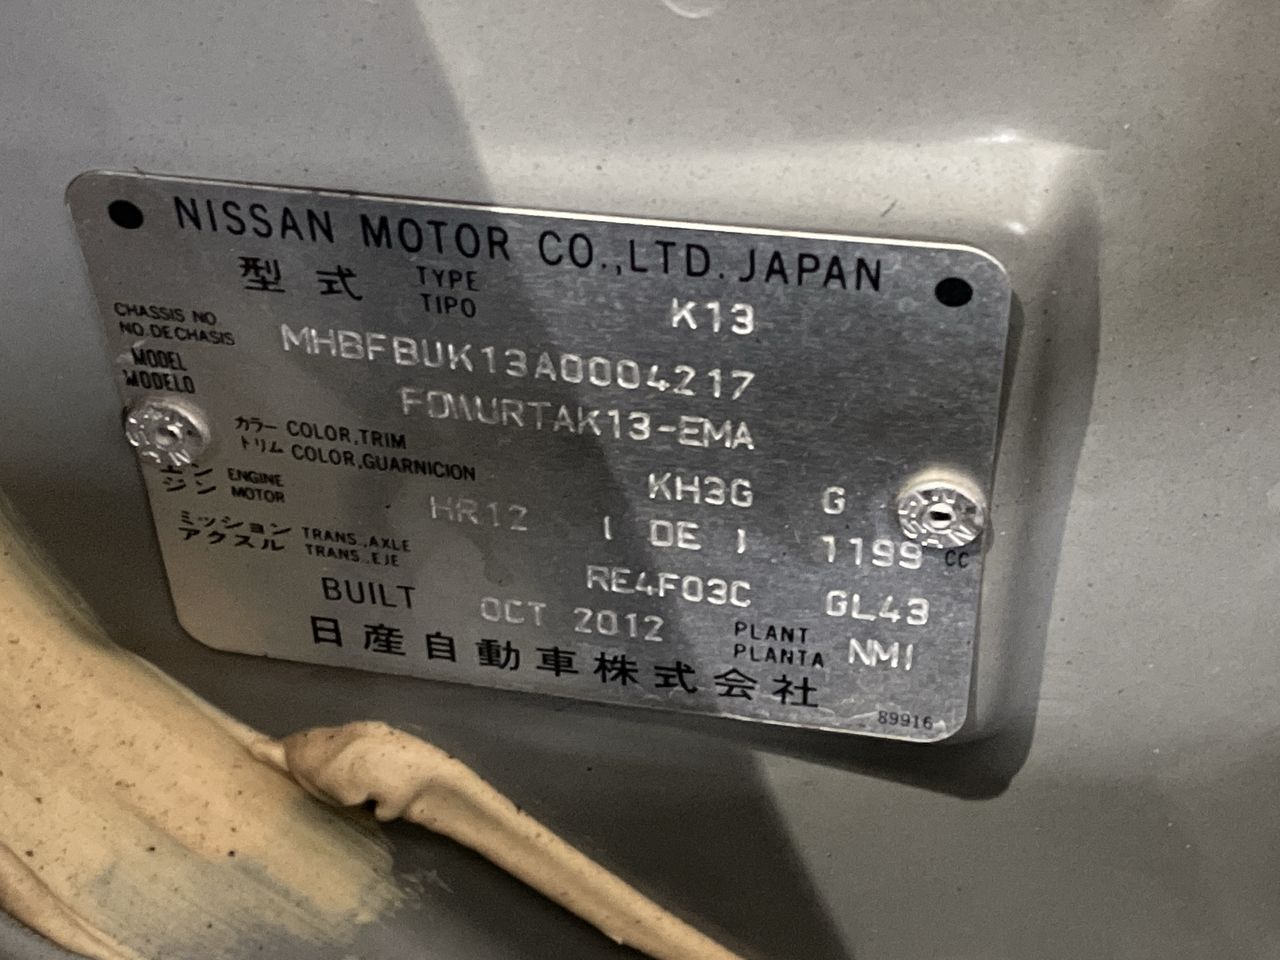 NISSAN MOTOR CO.,LTD. JAPAN
型式 TYPE TIPO K13
CHASSIS NO. NO.DE CHASIS MHBFBUK13A0004217
MODEL MODELO FDWURTAK13-EMA
カラー トリム COLOR,TRIM COLOR,GUARNICION KH3G G
エンジン ENGINE MOTOR HR12 ( DE ) 1199 CC
ミッション アクスル TRANS.,AXLE TRANS.,EJE RE4F03C GL43
BUILT OCT 2012 PLANT PLANTA NMI
日産自動車株式会社
89916